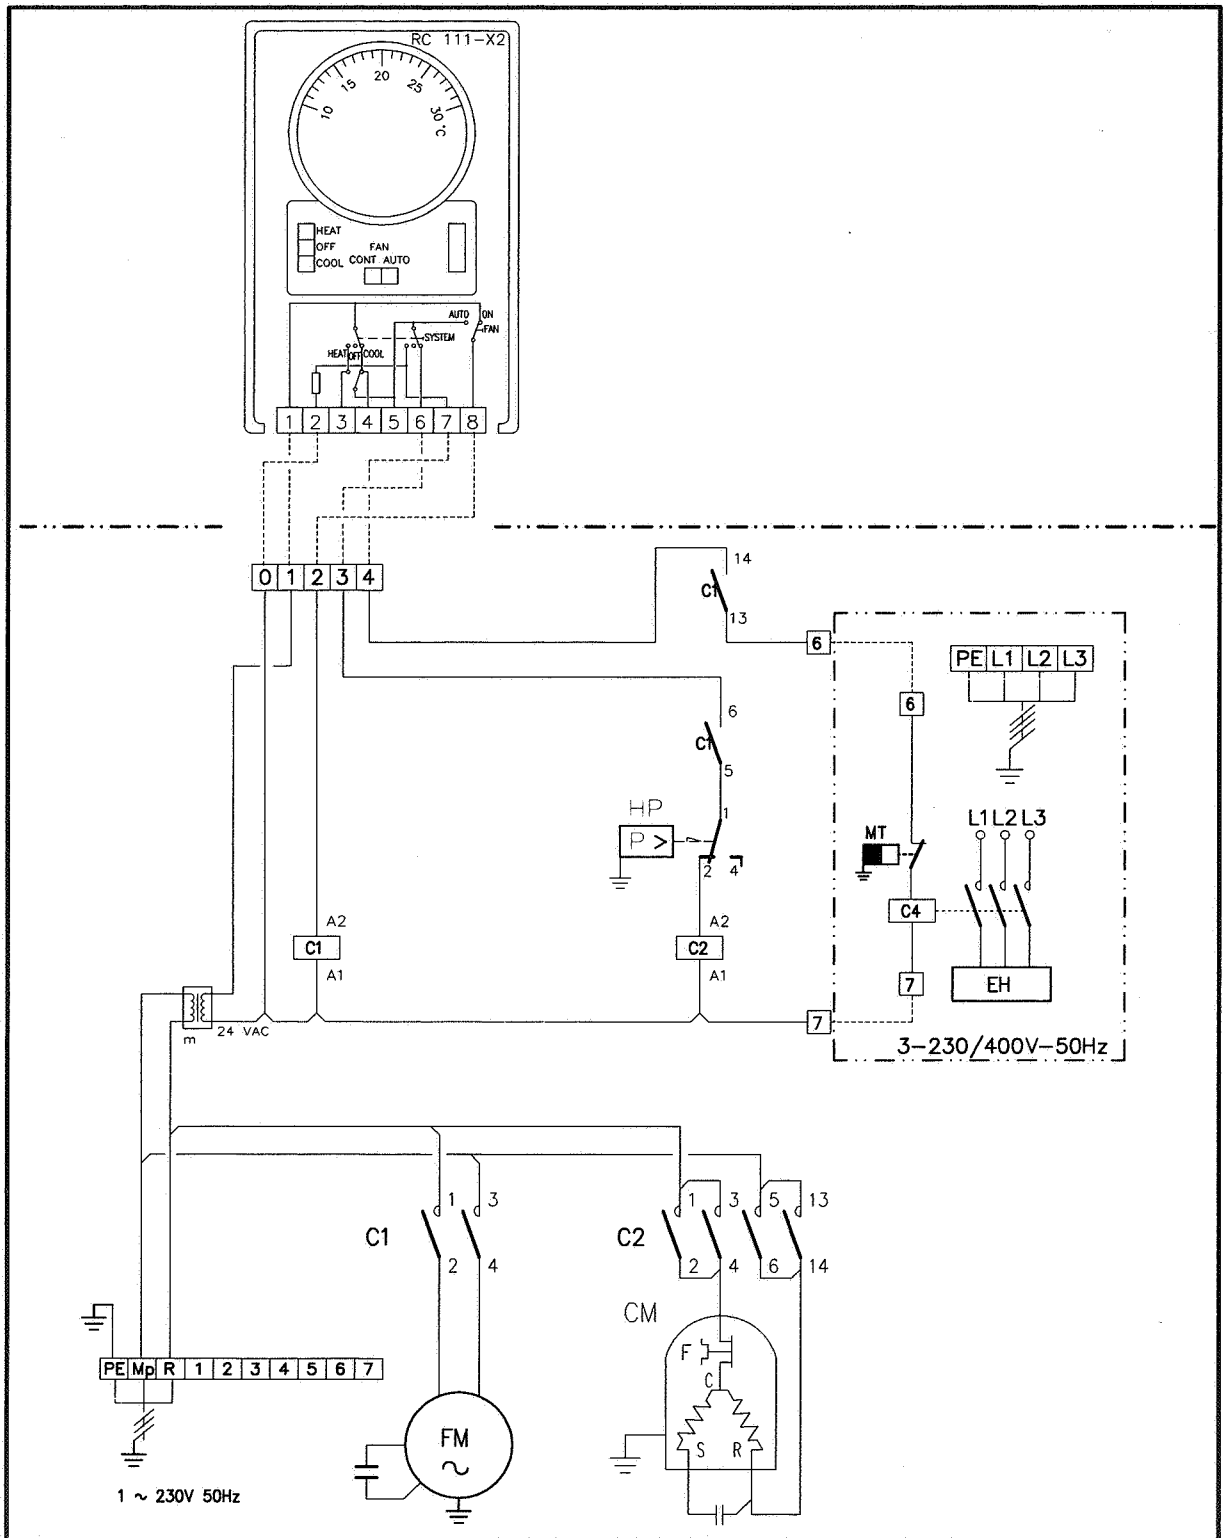 RC 111-X2
10 15 20 25 30 °C
HEAT
OFF
COOL
FAN
CONT AUTO
AUTO ON
FAN
SYSTEM
HEAT OFF COOL
1 2 3 4 5 6 7 8
0 1 2 3 4
14
C1
13
6
PE L1 L2 L3
6
6
C1
5
HP
1
P >
2 4
L1 L2 L3
MT
C4
A2
C1
A1
A2
C2
A1
7
EH
24 VAC
m
7
3-230/400V-50Hz
1 3
C1
2 4
1 3 5 13
C2
2 4 6 14
CM
F
C
S R
PE Mp R 1 2 3 4 5 6 7
FM
~
1 ~ 230V 50Hz